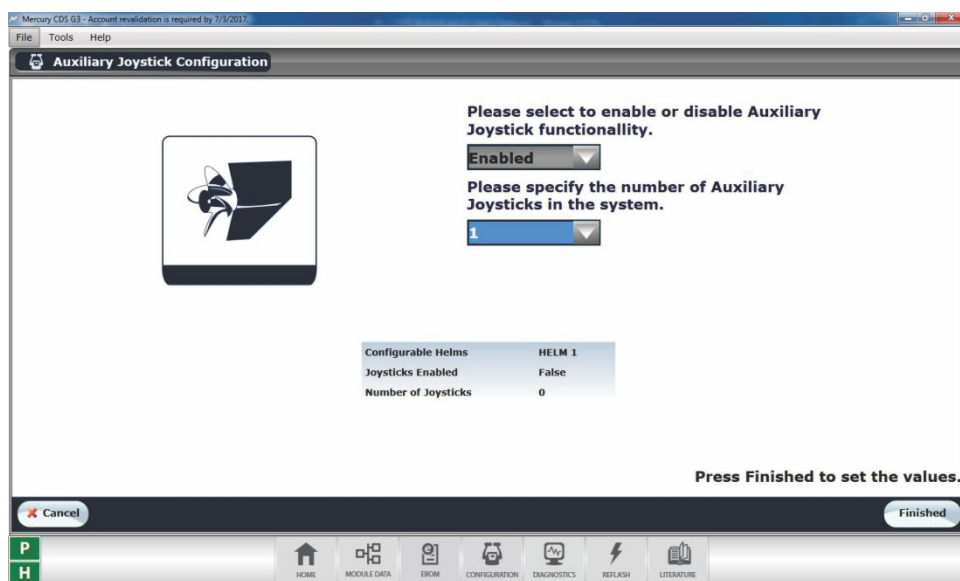 Mercury CDS G3 - Account revalidation is required by 7/3/2017.
File Tools Help
Auxiliary Joystick Configuration
Please select to enable or disable Auxiliary
Joystick functionallity.
Enabled
Please specify the number of Auxiliary
Joysticks in the system.
1
Configurable Helms HELM 1
Joysticks Enabled False
Number of Joysticks 0
Press Finished to set the values.
Cancel Finished
P
H
HOME MODULE DATA EBOM CONFIGURATION DIAGNOSTICS REFLASH LITERATURE